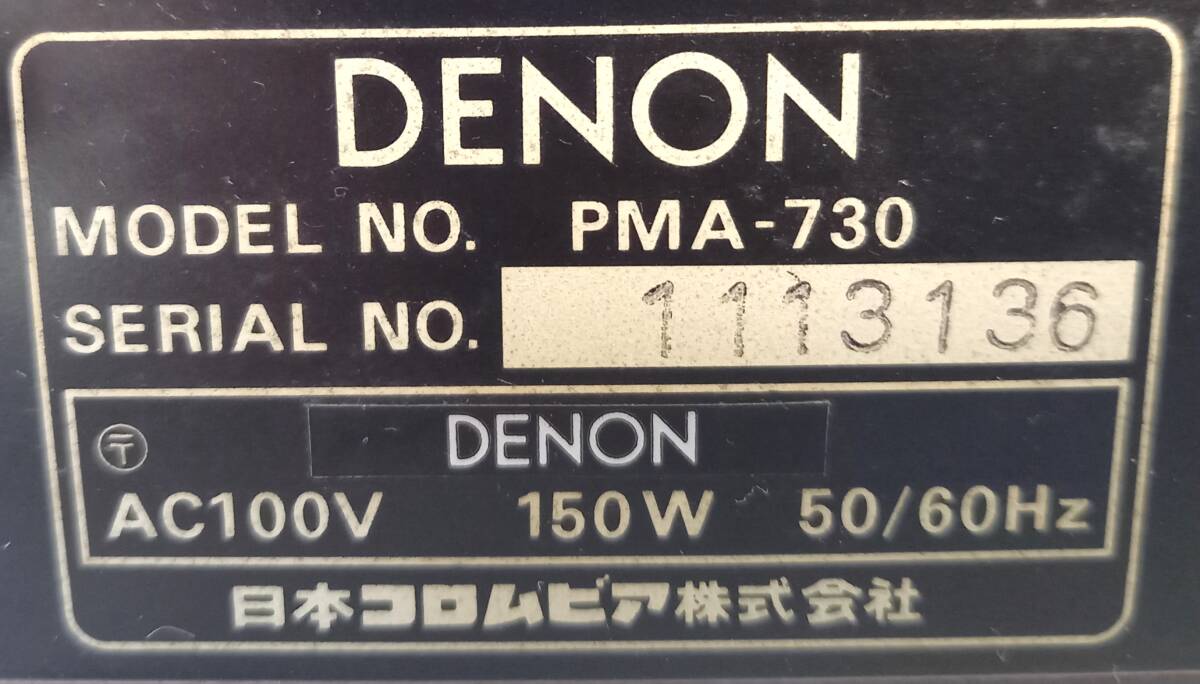 DENON
MODEL NO. PMA-730
SERIAL NO. 1113136
〒 DENON
AC100V 150W 50/60Hz
日本コロムビア株式会社